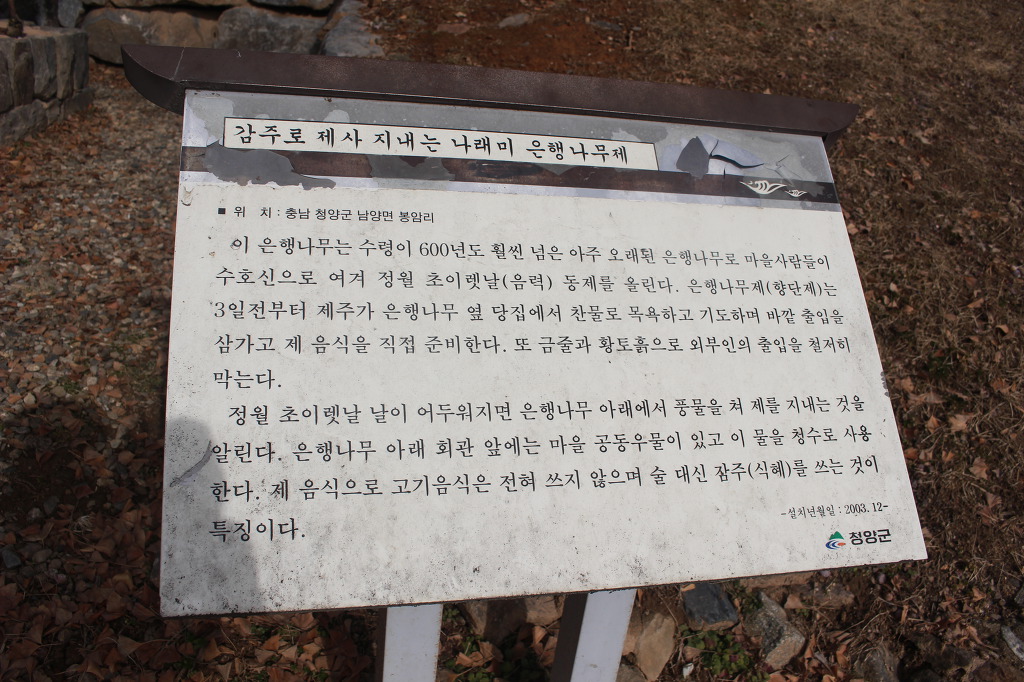 감주로 제사 지내는 나래미 은행나무제
■ 위 치 : 충남 청양군 남양면 봉암리
이 은행나무는 수령이 600년도 훨씬 넘은 아주 오래된 은행나무로 마을사람들이
수호신으로 여겨 정월 초이렛날(음력) 동제를 올린다. 은행나무제(향단제)는
3일전부터 제주가 은행나무 옆 당집에서 찬물로 목욕하고 기도하며 바깥 출입을
삼가고 제 음식을 직접 준비한다. 또 금줄과 황토흙으로 외부인의 출입을 철저히
막는다.
정월 초이렛날 날이 어두워지면 은행나무 아래에서 풍물을 쳐 제를 지내는 것을
알린다. 은행나무 아래 회관 앞에는 마을 공동우물이 있고 이 물을 청수로 사용
한다. 제 음식으로 고기음식은 전혀 쓰지 않으며 술 대신 잠주(식혜)를 쓰는 것이
특징이다.
-설치년월일 : 2003. 12-
청양군